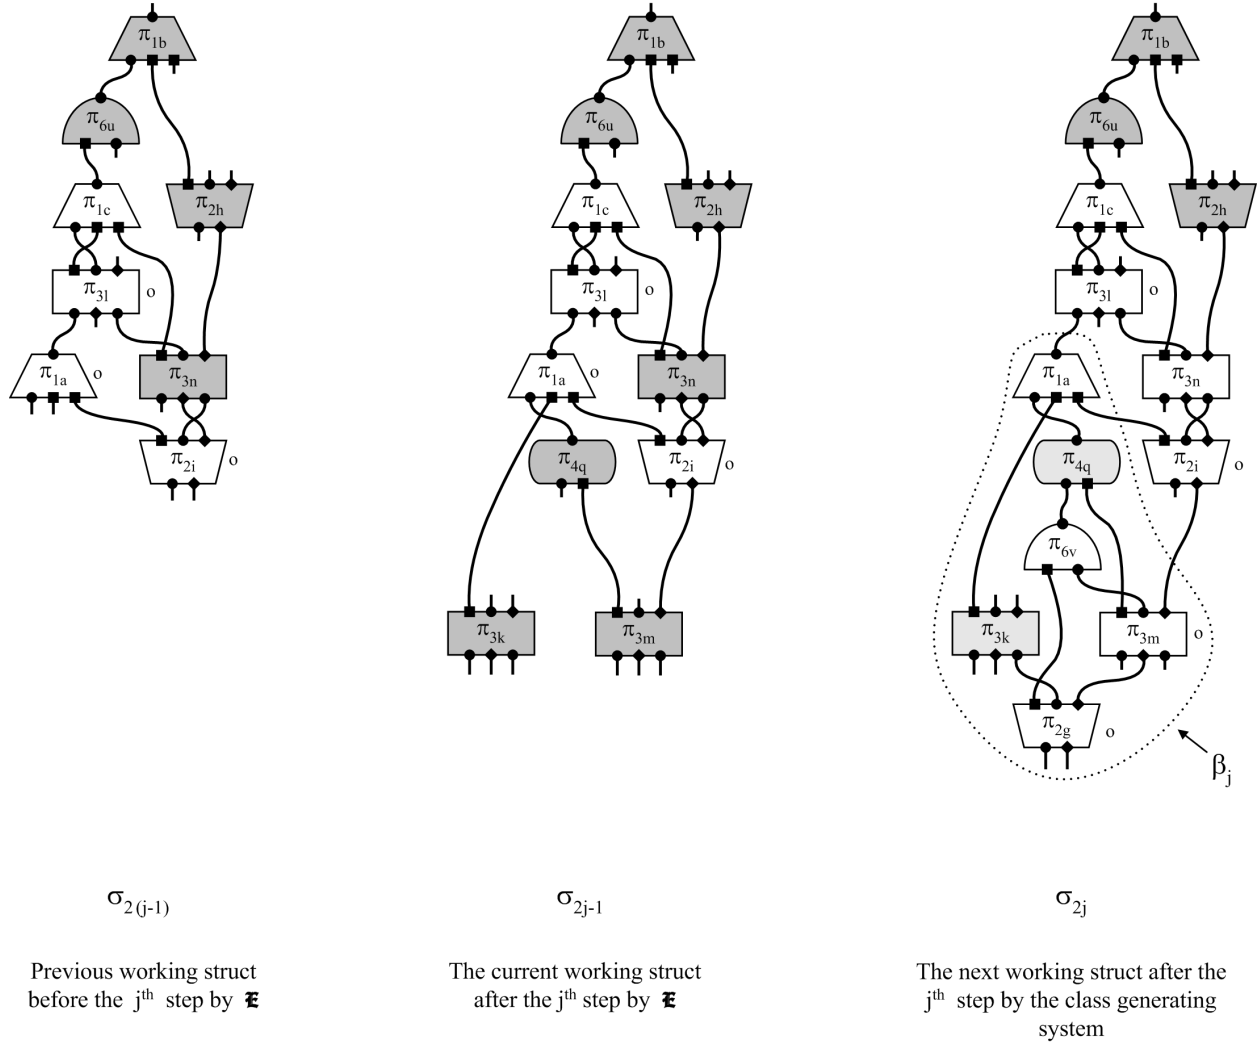 π1b
π6u
π1c
π2h
π3l
o
π1a
o
π3n
π2i
o
σ2(j-1)
Previous working struct
before the jth step by 𝕰
π1b
π6u
π1c
π2h
π3l
o
π1a
o
π3n
π4q
π2i
o
π3k
π3m
σ2j-1
The current working struct
after the jth step by 𝕰
π1b
π6u
π1c
π2h
π3l
o
π1a
π3n
π4q
π2i
o
π6v
π3k
π3m
o
π2g
o
βj
σ2j
The next working struct after the
jth step by the class generating
system